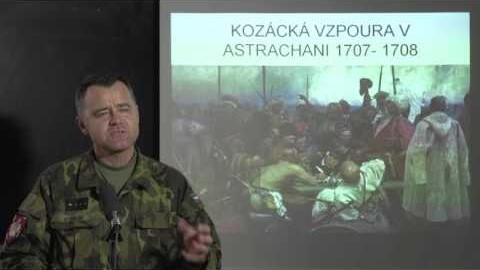 KOZÁCKÁ VZPOURA V
ASTRACHANI 1707- 1708